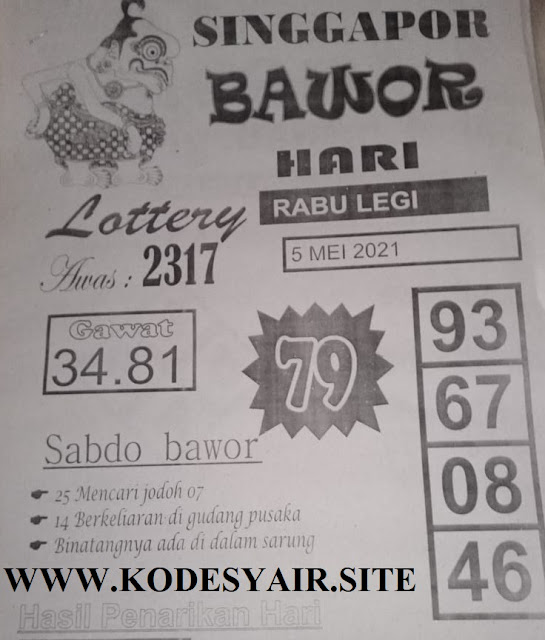 SINGGAPOR
BAWOR
HARI
Lottery
RABU LEGI
Awas : 2317
5 MEI 2021
Gawat
34.81
79
93
67
08
46
Sabdo bawor
25 Mencari jodoh 07
14 Berkeliaran di gudang pusaka
Binatangnya ada di dalam sarung
WWW.KODESYAIR.SITE
Hasil Penarikan Hari